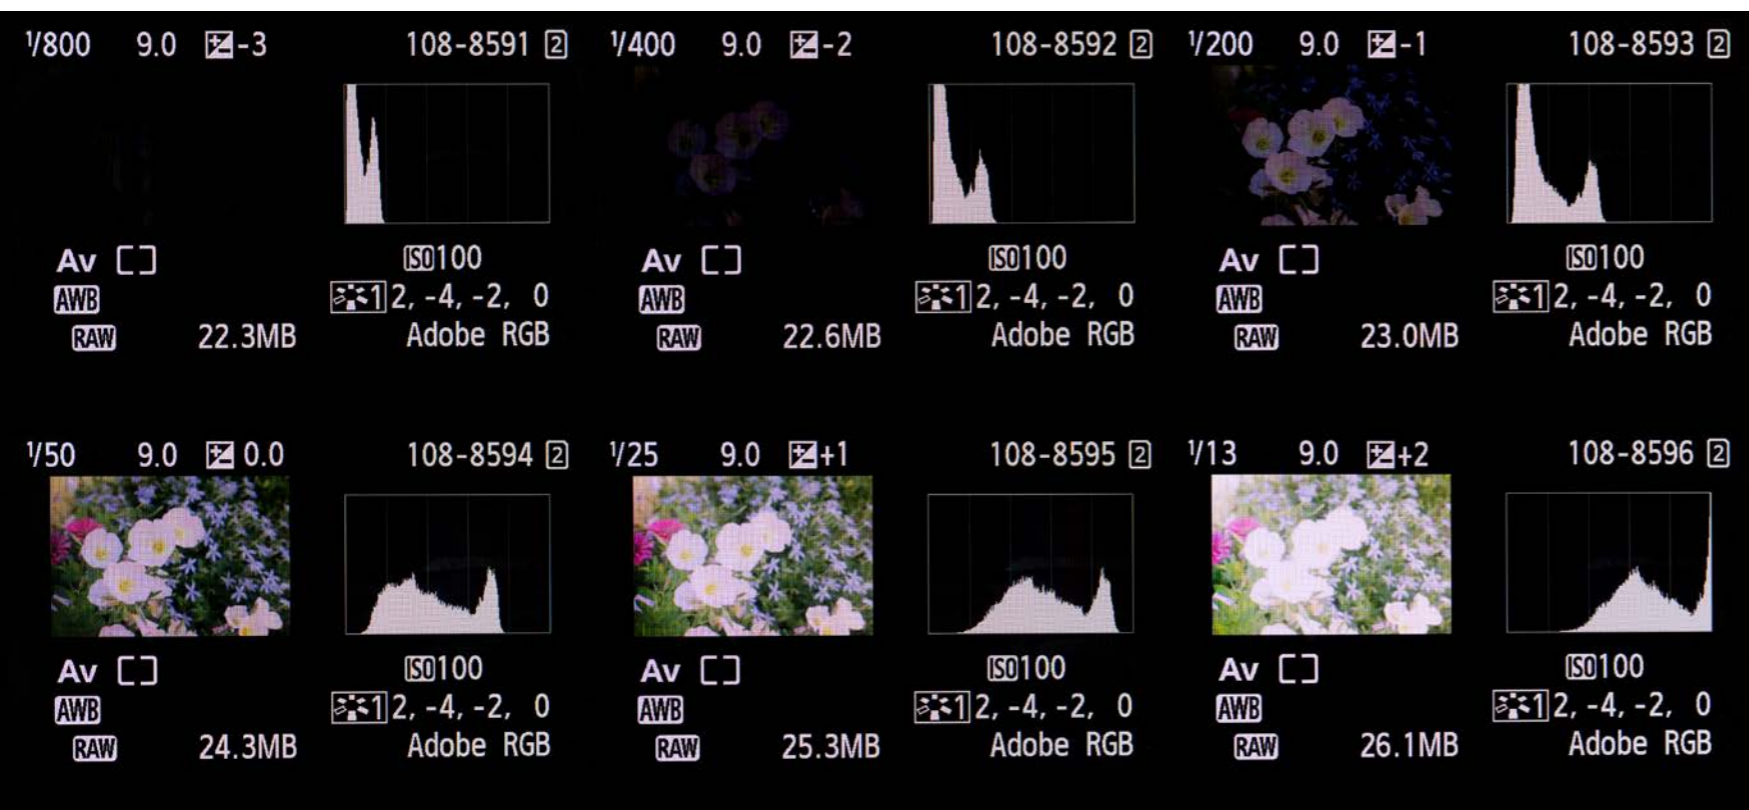 1/800 9.0 -3 108-8591 2
Av
ISO100
AWB
1 2, -4, -2, 0
RAW 22.3MB Adobe RGB
1/400 9.0 -2 108-8592 2
Av
ISO100
AWB
1 2, -4, -2, 0
RAW 22.6MB Adobe RGB
1/200 9.0 -1 108-8593 2
Av
ISO100
AWB
1 2, -4, -2, 0
RAW 23.0MB Adobe RGB
1/50 9.0 0.0 108-8594 2
Av
ISO100
AWB
1 2, -4, -2, 0
RAW 24.3MB Adobe RGB
1/25 9.0 +1 108-8595 2
Av
ISO100
AWB
1 2, -4, -2, 0
RAW 25.3MB Adobe RGB
1/13 9.0 +2 108-8596 2
Av
ISO100
AWB
1 2, -4, -2, 0
RAW 26.1MB Adobe RGB